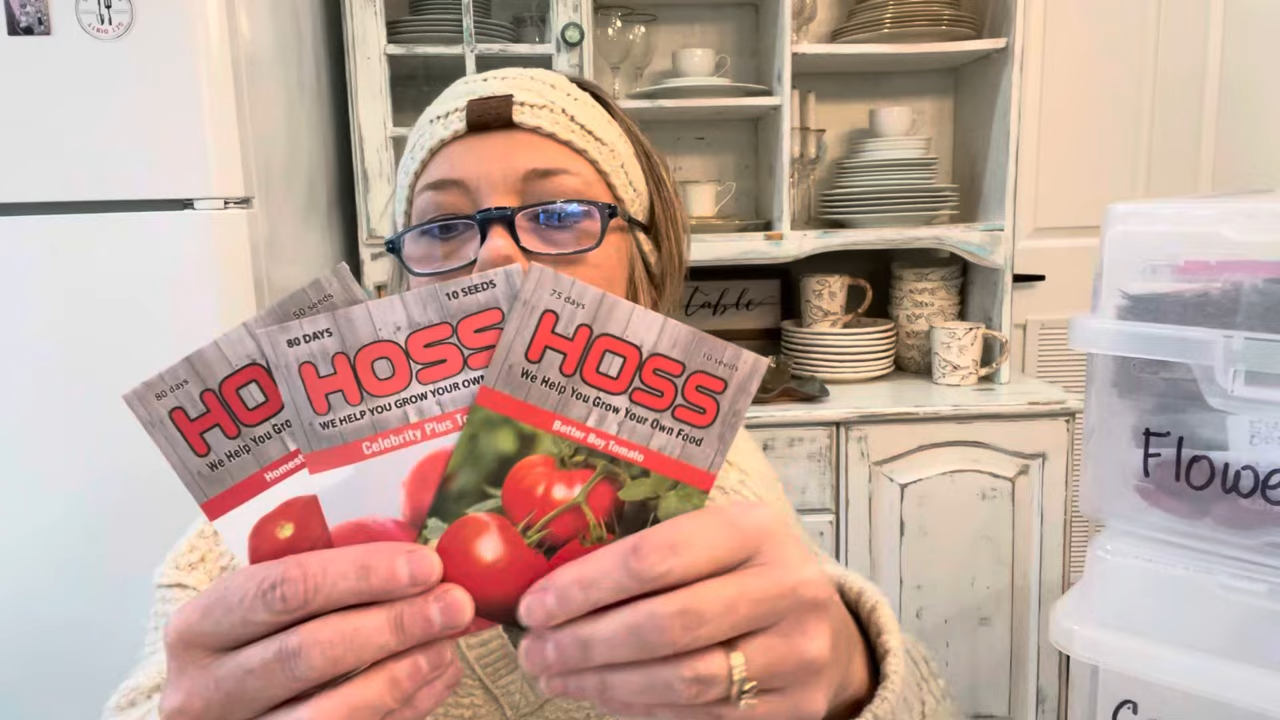 50 seeds
80 days
HO
We Help You Gro
Homest
80 DAYS
10 SEEDS
HOSS
WE HELP YOU GROW YOUR OWN
Celebrity Plus To
75 days
10 seeds
HOSS
We Help You Grow Your Own Food
Better Boy Tomato
table
Flowe